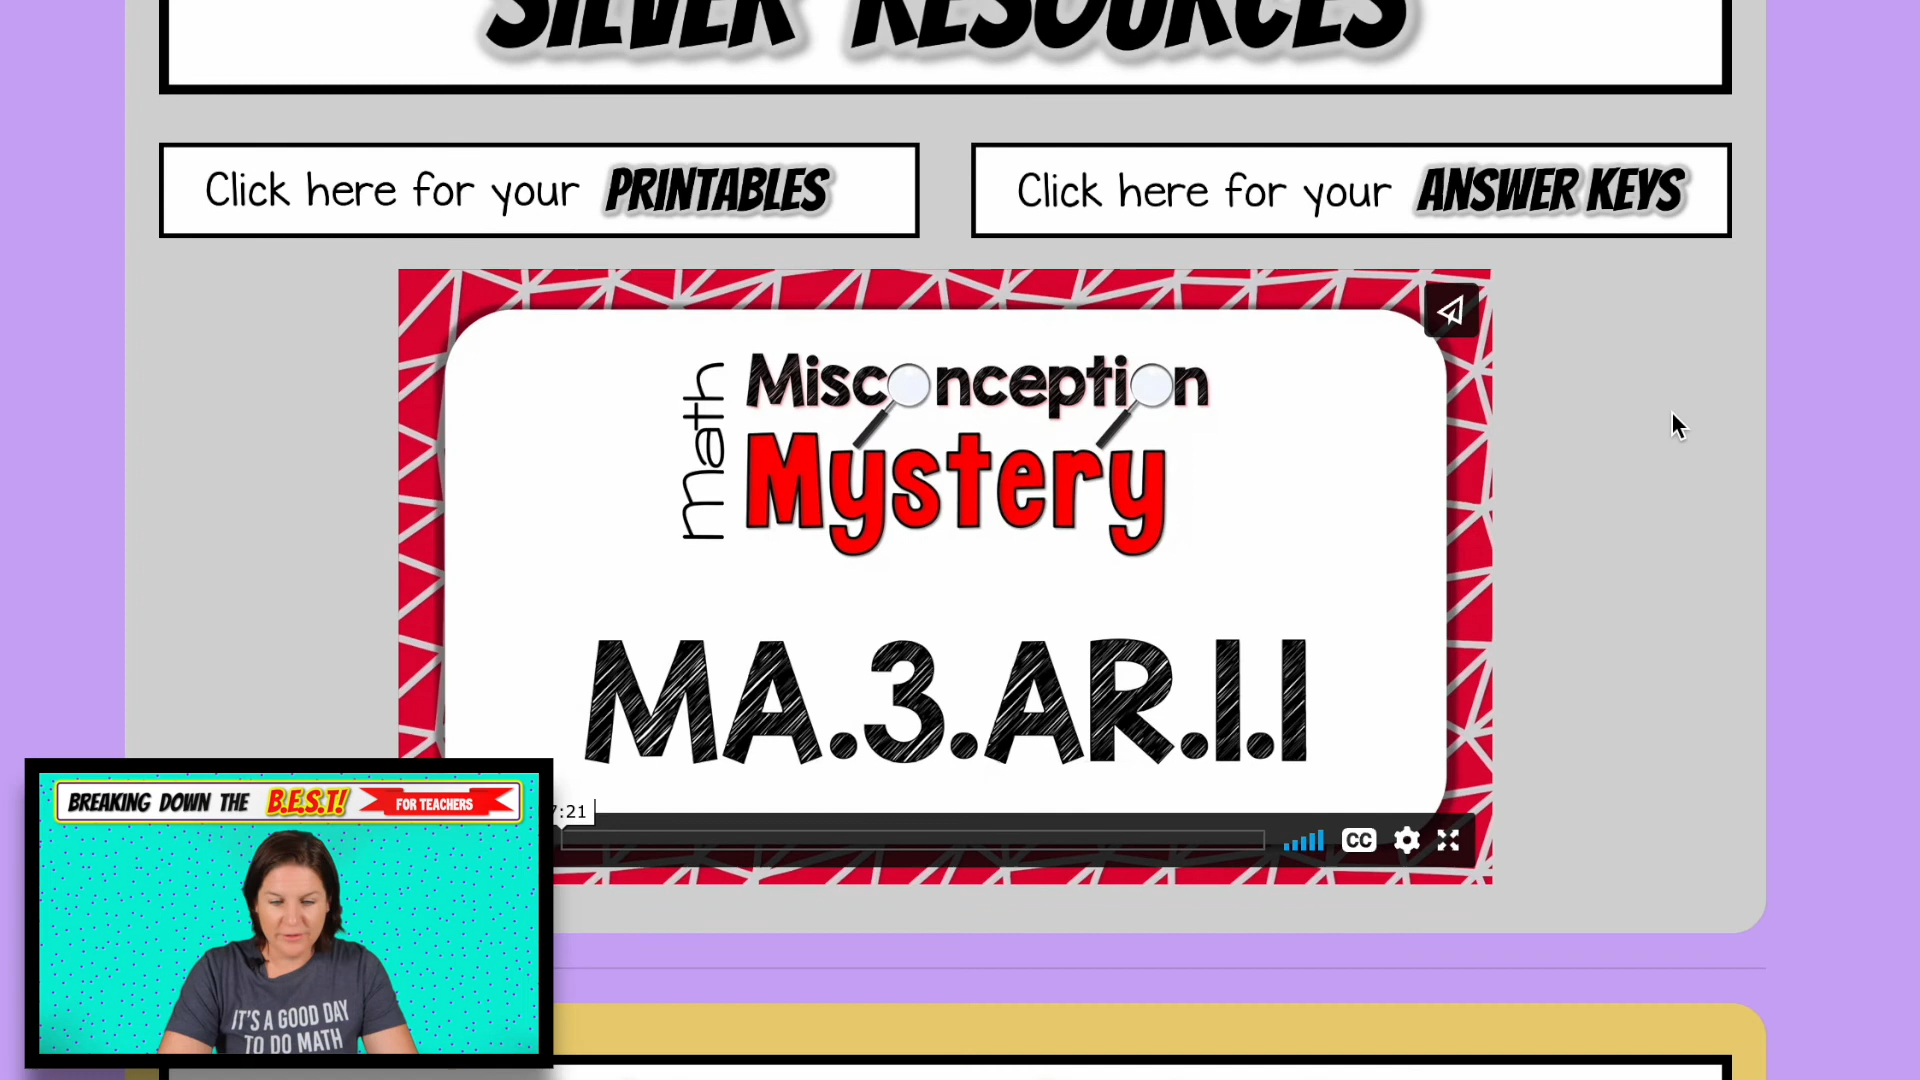 SILVER RESOURCES
Click here for your PRINTABLES
Click here for your ANSWER KEYS
math
Misconception
Mystery
MA.3.AR.1.1
7:21
CC
BREAKING DOWN THE B.E.S.T! FOR TEACHERS
IT'S A GOOD DAY
TO DO MATH